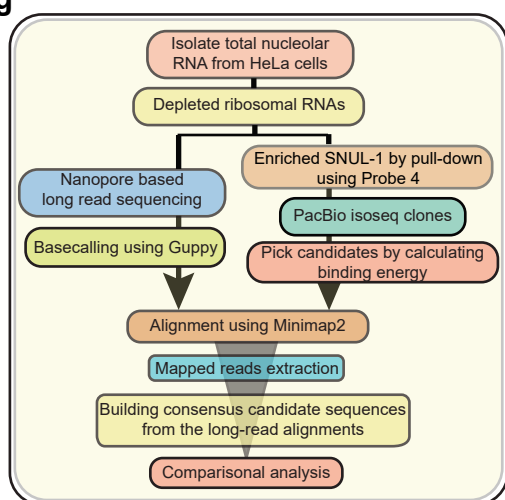 g
Isolate total nucleolar
RNA from HeLa cells
Depleted ribosomal RNAs
Nanopore based
long read sequencing
Basecalling using Guppy
Enriched SNUL-1 by pull-down
using Probe 4
PacBio isoseq clones
Pick candidates by calculating
binding energy
Alignment using Minimap2
Mapped reads extraction
Building consensus candidate sequences
from the long-read alignments
Comparisonal analysis